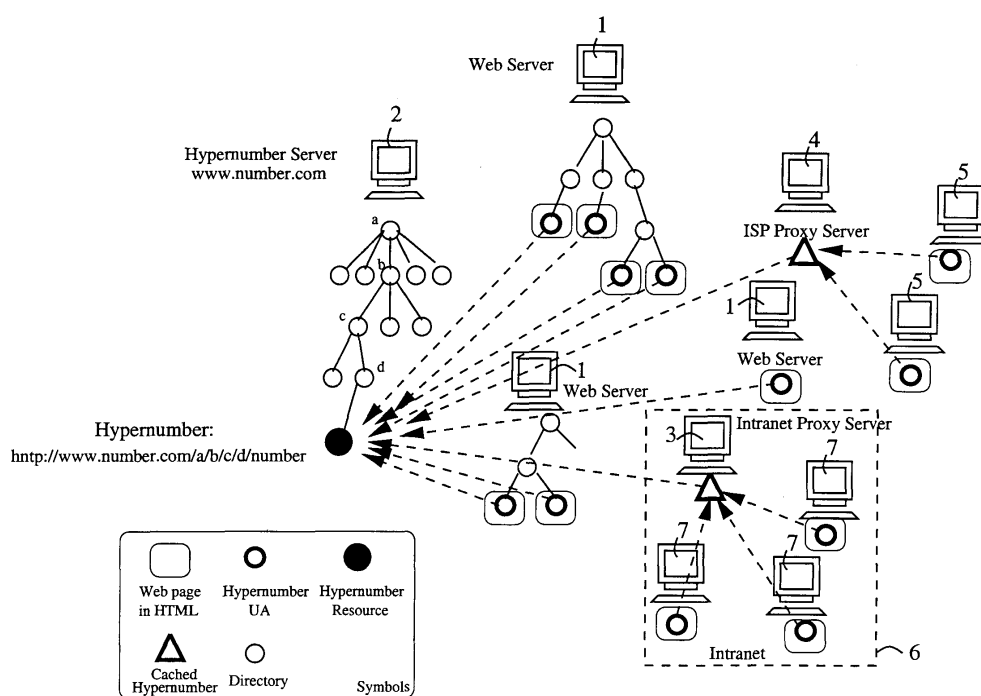 1
Web Server
2
Hypernumber Server
www.number.com
4
5
a
ISP Proxy Server
b
5
1
c
Web Server
d
1
Web Server
Hypernumber:
hntp://www.number.com/a/b/c/d/number
3
Intranet Proxy Server
7
7
7
Web page
in HTML
Hypernumber
UA
Hypernumber
Resource
Cached
Hypernumber
Directory
Symbols
Intranet
6